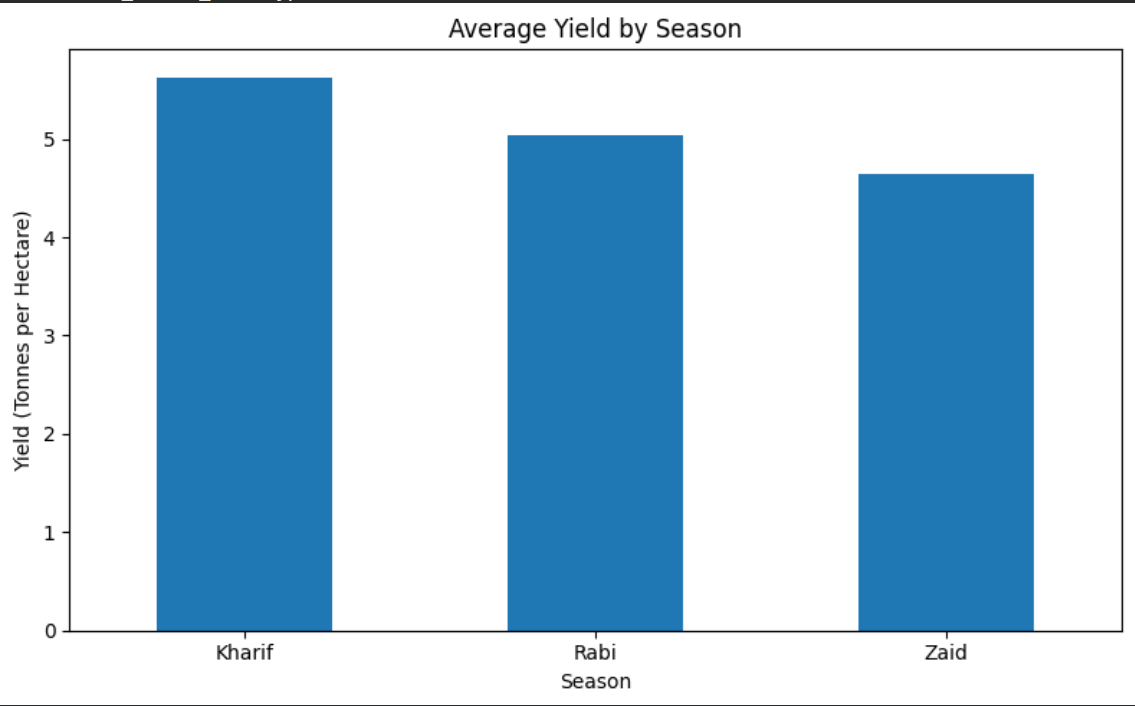 Average Yield by Season
Yield (Tonnes per Hectare)
5
4
3
2
1
0
Kharif
Rabi
Zaid
Season